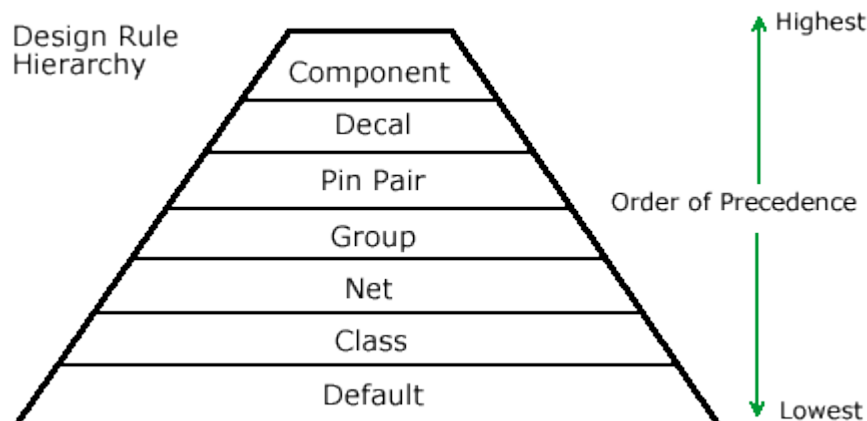 Design Rule
Hierarchy
Highest
Component
Decal
Pin Pair
Order of Precedence
Group
Net
Class
Default
Lowest